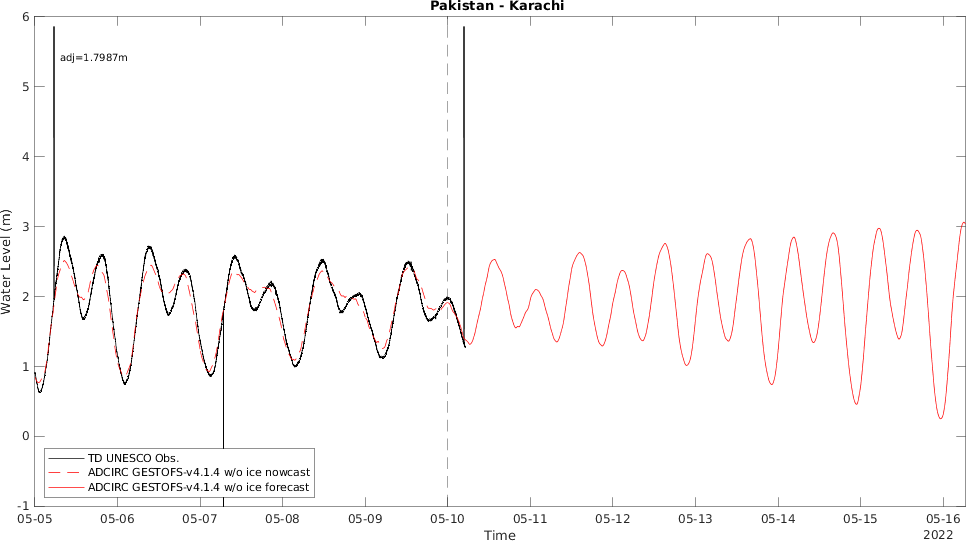 Pakistan - Karachi
6
adj=1.7987m
5
4
3
2
1
0
-1
Water Level (m)
TD UNESCO Obs.
ADCIRC GESTOFS-v4.1.4 w/o ice nowcast
ADCIRC GESTOFS-v4.1.4 w/o ice forecast
05-05 05-06 05-07 05-08 05-09 05-10 05-11 05-12 05-13 05-14 05-15 05-16
Time
2022